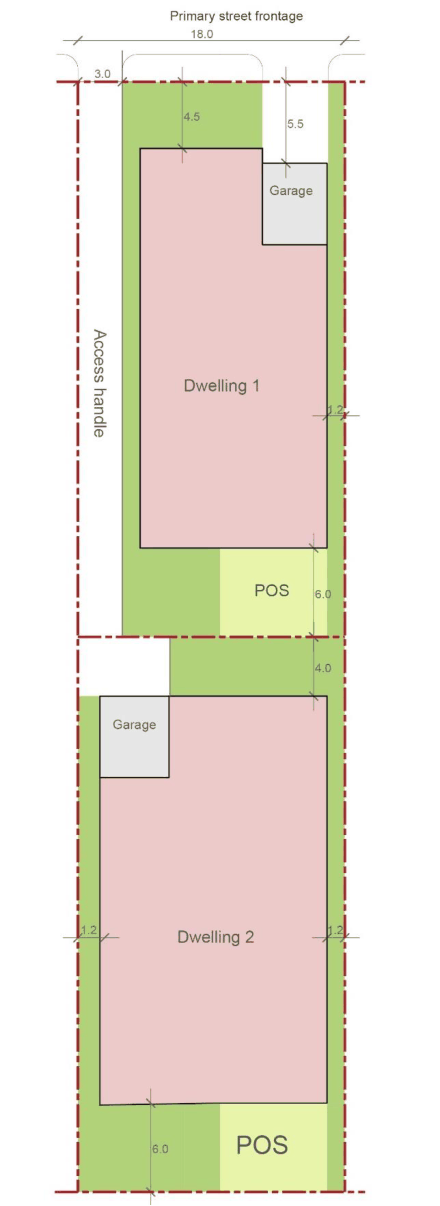 Primary street frontage
18.0
3.0
4.5
5.5
Garage
Access handle
Dwelling 1
1.2
POS
6.0
4.0
Garage
Dwelling 2
1.2
1.2
POS
6.0